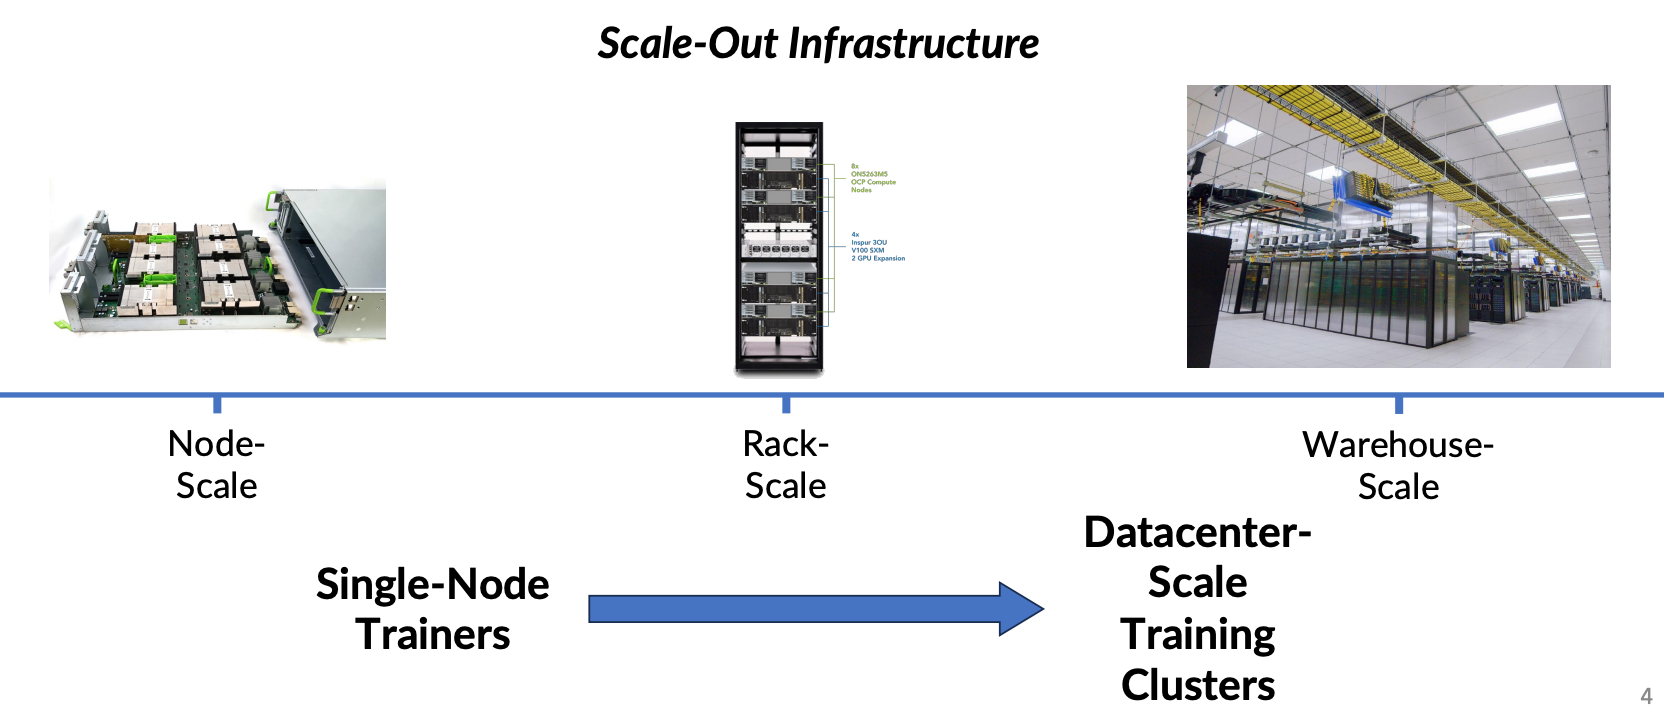 Scale-Out Infrastructure
8x
ON5263M5
OCP Compute
Nodes
4x
Inspur 3OU
V100 SXM
2 GPU Expansion
Node-
Scale
Rack-
Scale
Warehouse-
Scale
Single-Node
Trainers
Datacenter-
Scale
Training
Clusters
4